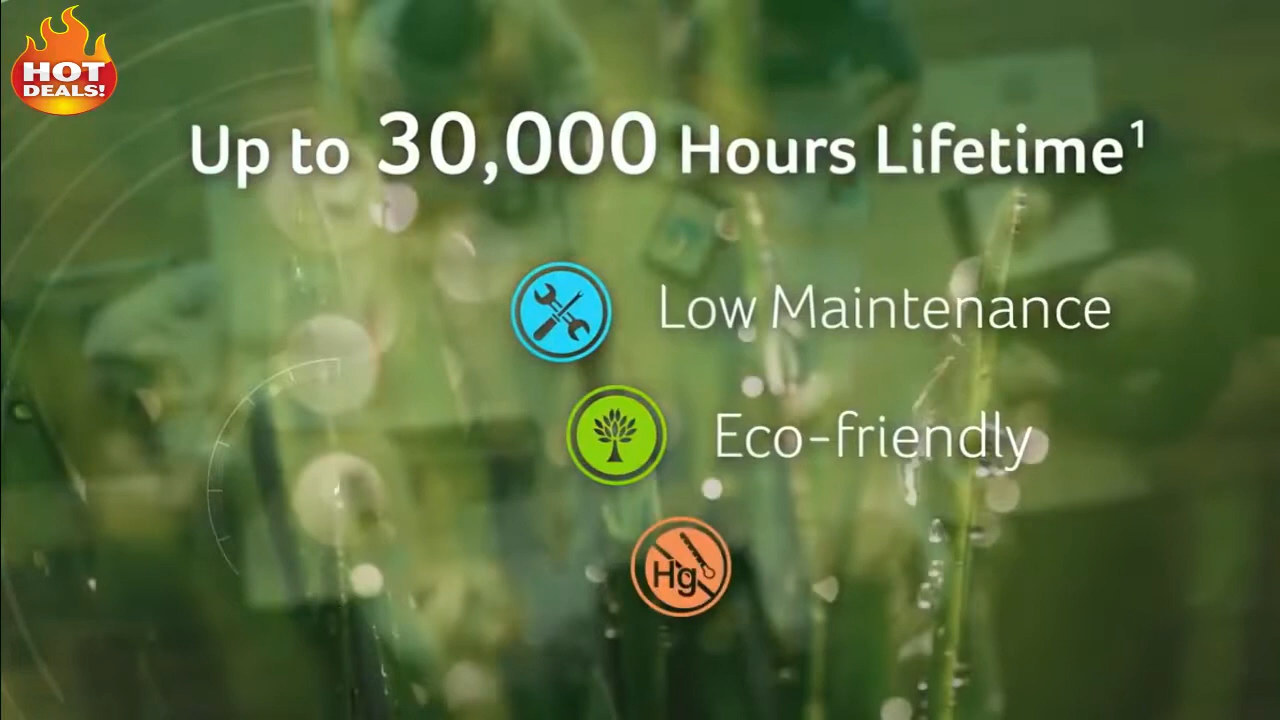 HOT
DEALS!
Up to 30,000 Hours Lifetime¹
Low Maintenance
Eco-friendly
Hg